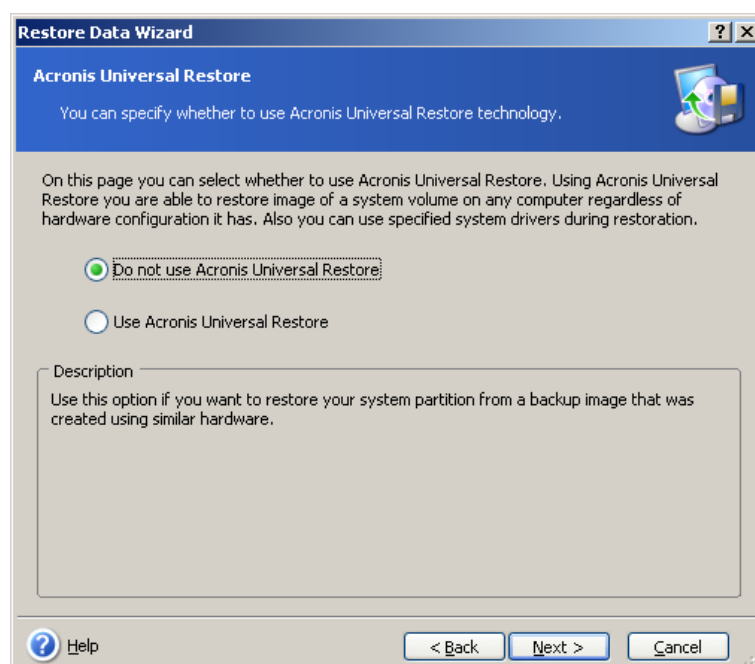 Restore Data Wizard
Acronis Universal Restore
You can specify whether to use Acronis Universal Restore technology.
On this page you can select whether to use Acronis Universal Restore. Using Acronis Universal
Restore you are able to restore image of a system volume on any computer regardless of
hardware configuration it has. Also you can use specified system drivers during restoration.
Do not use Acronis Universal Restore
Use Acronis Universal Restore
Description
Use this option if you want to restore your system partition from a backup image that was
created using similar hardware.
Help
< Back
Next >
Cancel